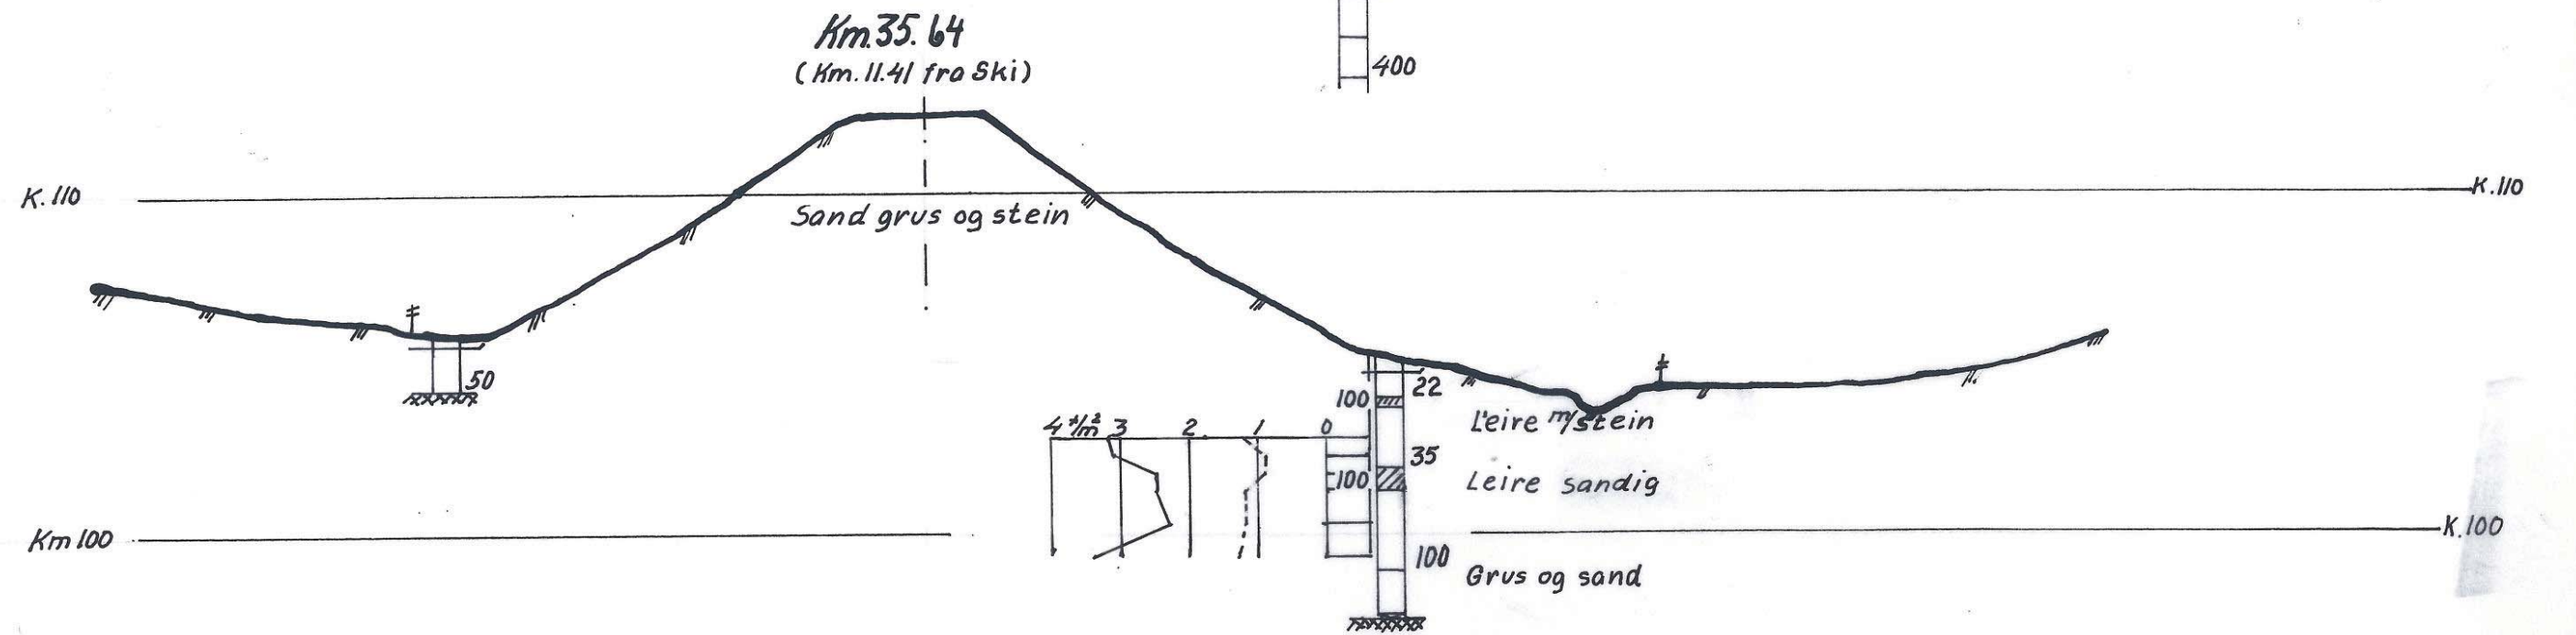 Km. 35.64
(Km. 11.41 fra Ski)
400
K. 110
K. 110
Sand grus og stein
50
22
100
Leire m/stein
4 t/m² 3 2 1 0
35
100
Leire sandig
Km 100
K. 100
100
Grus og sand